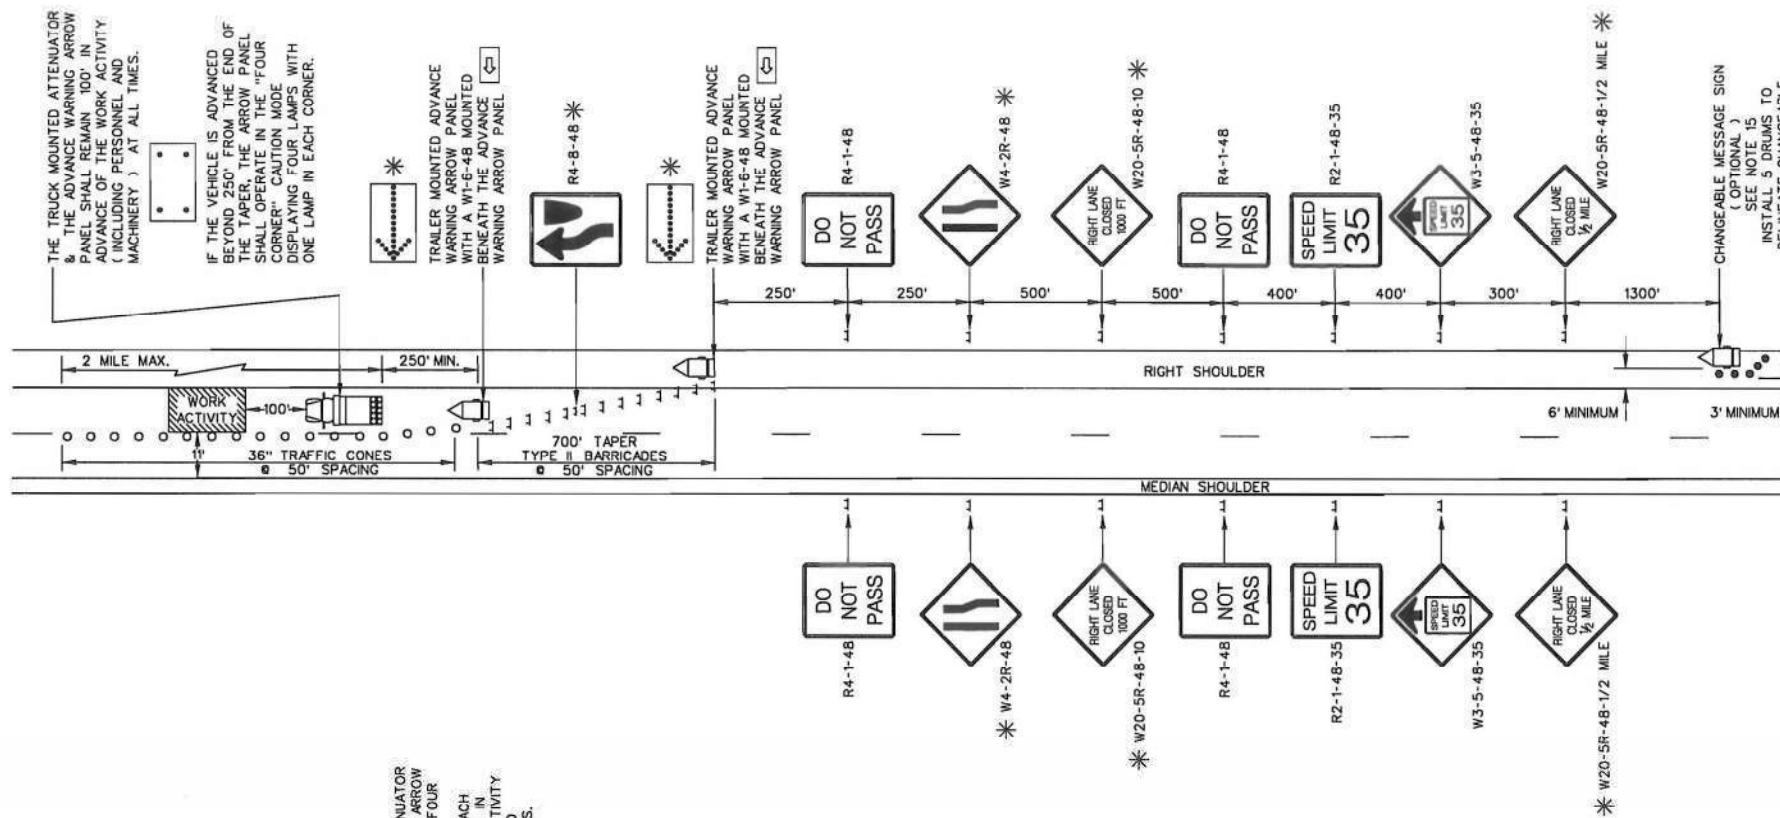 THE TRUCK MOUNTED ATTENUATOR
& THE ADVANCE WARNING ARROW
PANEL SHALL REMAIN 100' IN
ADVANCE OF THE WORK ACTIVITY
( INCLUDING PERSONNEL AND
MACHINERY ) AT ALL TIMES.
IF THE VEHICLE IS ADVANCED
BEYOND 250' FROM THE END OF
THE TAPER, THE ARROW PANEL
SHALL OPERATE IN THE "FOUR
CORNER" CAUTION MODE
DISPLAYING FOUR LAMPS WITH
ONE LAMP IN EACH CORNER.
TRAILER MOUNTED ADVANCE
WARNING ARROW PANEL
WITH A W1-6-48 MOUNTED
BENEATH THE ADVANCE
WARNING ARROW PANEL
R4-8-48
TRAILER MOUNTED ADVANCE
WARNING ARROW PANEL
WITH A W1-6-48 MOUNTED
BENEATH THE ADVANCE
WARNING ARROW PANEL
DO
NOT
PASS
R4-1-48
W4-2R-48
RIGHT LANE
CLOSED
1000 FT
W20-5R-48-10
DO
NOT
PASS
R4-1-48
SPEED
LIMIT
35
R2-1-48-35
SPEED
LIMIT
35
W3-5-48-35
RIGHT LANE
CLOSED
½ MILE
W20-5R-48-1/2 MILE
CHANGEABLE MESSAGE SIGN
( OPTIONAL )
SEE NOTE 15
INSTALL 5 DRUMS TO
250'
250'
500'
500'
400'
400'
300'
1300'
2 MILE MAX.
250' MIN.
RIGHT SHOULDER
WORK
ACTIVITY
100'
6' MINIMUM
3' MINIMUM
11'
36" TRAFFIC CONES
@ 50' SPACING
700' TAPER
TYPE II BARRICADES
@ 50' SPACING
MEDIAN SHOULDER
DO
NOT
PASS
R4-1-48
W4-2R-48
RIGHT LANE
CLOSED
1000 FT
W20-5R-48-10
DO
NOT
PASS
R4-1-48
SPEED
LIMIT
35
R2-1-48-35
SPEED
LIMIT
35
W3-5-48-35
RIGHT LANE
CLOSED
½ MILE
W20-5R-48-1/2 MILE
NUATOR
ARROW
FOUR
ACH
IN
TIVITY